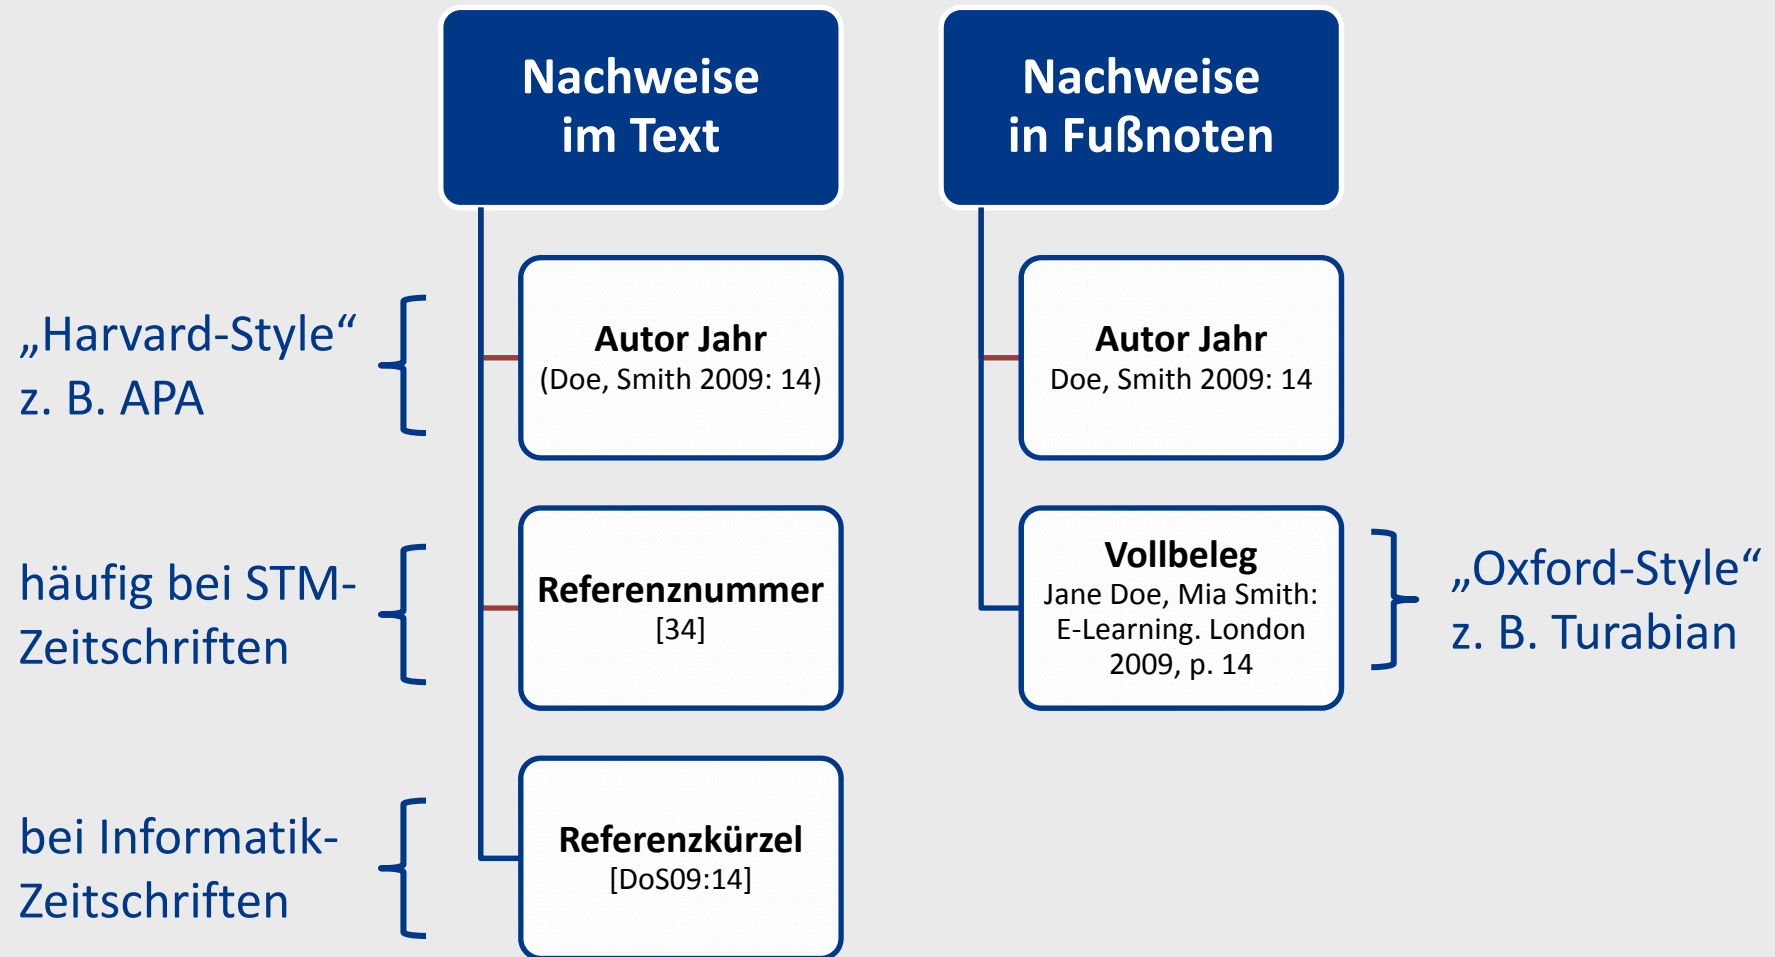 Nachweise
im Text
Nachweise
in Fußnoten
„Harvard-Style“
z. B. APA
Autor Jahr
(Doe, Smith 2009: 14)
Autor Jahr
Doe, Smith 2009: 14
häufig bei STM-
Zeitschriften
Referenznummer
[34]
Vollbeleg
Jane Doe, Mia Smith:
E-Learning. London
2009, p. 14
„Oxford-Style“
z. B. Turabian
bei Informatik-
Zeitschriften
Referenzkürzel
[DoS09:14]